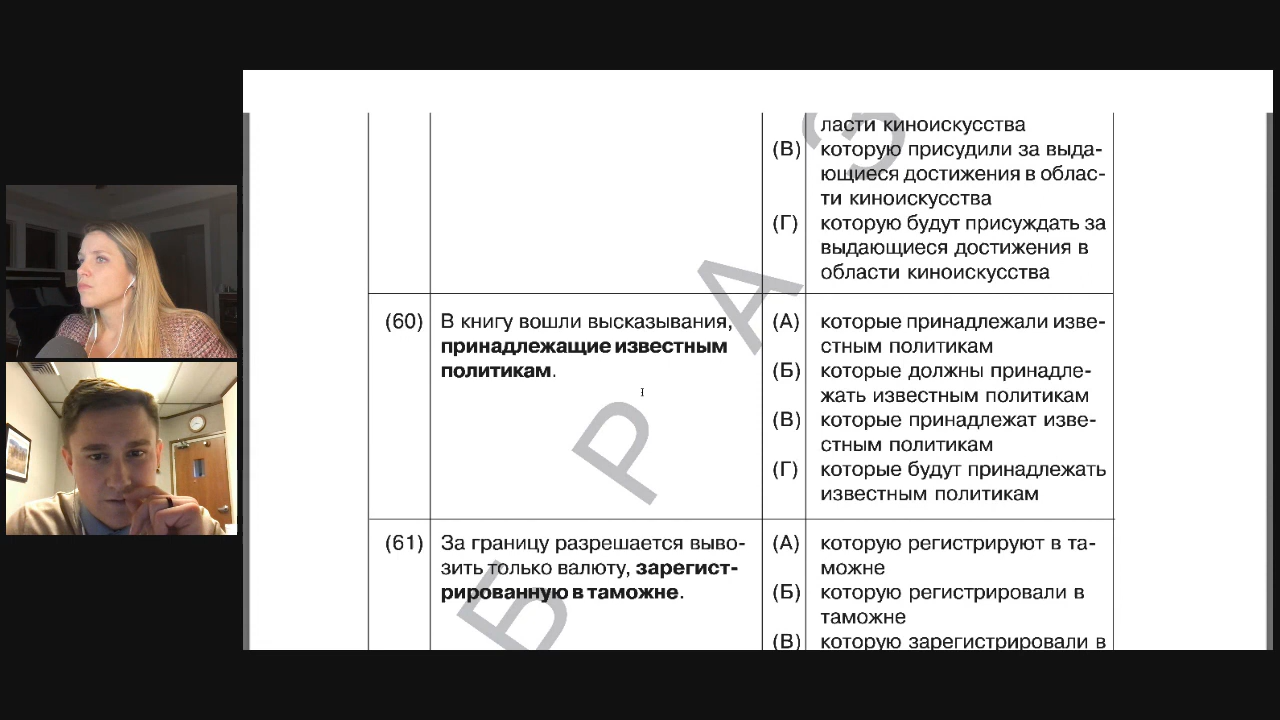 ласти киноискусства
(В) которую присудили за выда-
ющиеся достижения в облас-
ти киноискусства
(Г) которую будут присуждать за
выдающиеся достижения в
области киноискусства
(60) В книгу вошли высказывания,
принадлежащие известным
политикам.
(А) которые принадлежали изве-
стным политикам
(Б) которые должны принадле-
жать известным политикам
(В) которые принадлежат изве-
стным политикам
(Г) которые будут принадлежать
известным политикам
(61) За границу разрешается выво-
зить только валюту, зарегист-
рированную в таможне.
(А) которую регистрируют в та-
можне
(Б) которую регистрировали в
таможне
(В) которую зарегистрировали в
Б Р А З